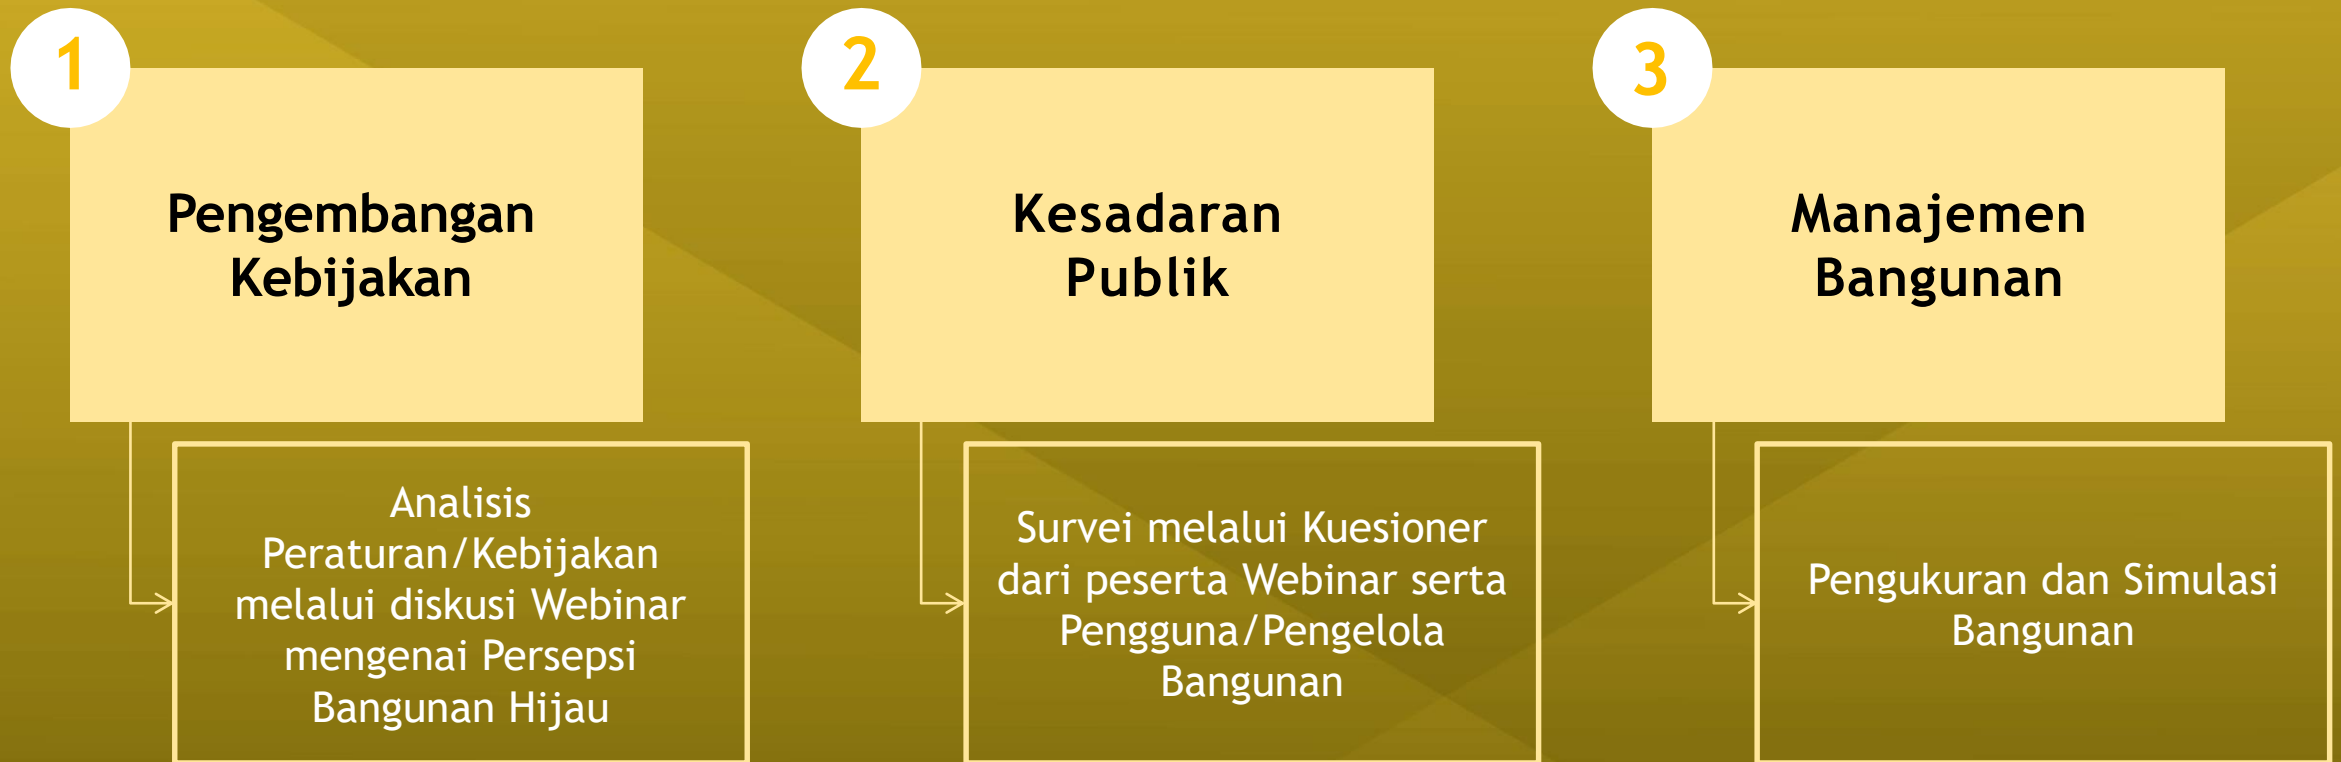 1
Pengembangan
Kebijakan
Analisis
Peraturan/Kebijakan
melalui diskusi Webinar
mengenai Persepsi
Bangunan Hijau
2
Kesadaran
Publik
Survei melalui Kuesioner
dari peserta Webinar serta
Pengguna/Pengelola
Bangunan
3
Manajemen
Bangunan
Pengukuran dan Simulasi
Bangunan